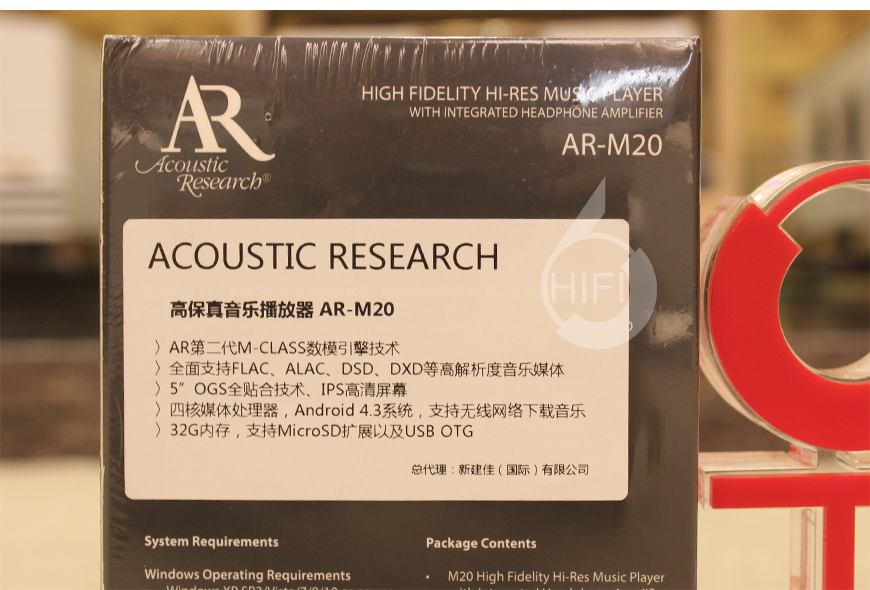 AR
Acoustic
Research®
HIGH FIDELITY HI-RES MUSIC PLAYER
WITH INTEGRATED HEADPHONE AMPLIFIER
AR-M20
ACOUSTIC RESEARCH
HIFI
高保真音乐播放器 AR-M20
〉AR第二代M-CLASS数模引擎技术
〉全面支持FLAC、ALAC、DSD、DXD等高解析度音乐媒体
〉5”OGS全贴合技术、IPS高清屏幕
〉四核媒体处理器，Android 4.3系统，支持无线网络下载音乐
〉32G内存，支持MicroSD扩展以及USB OTG
总代理：新建佳（国际）有限公司
System Requirements
Package Contents
Windows Operating Requirements
• M20 High Fidelity Hi-Res Music Player